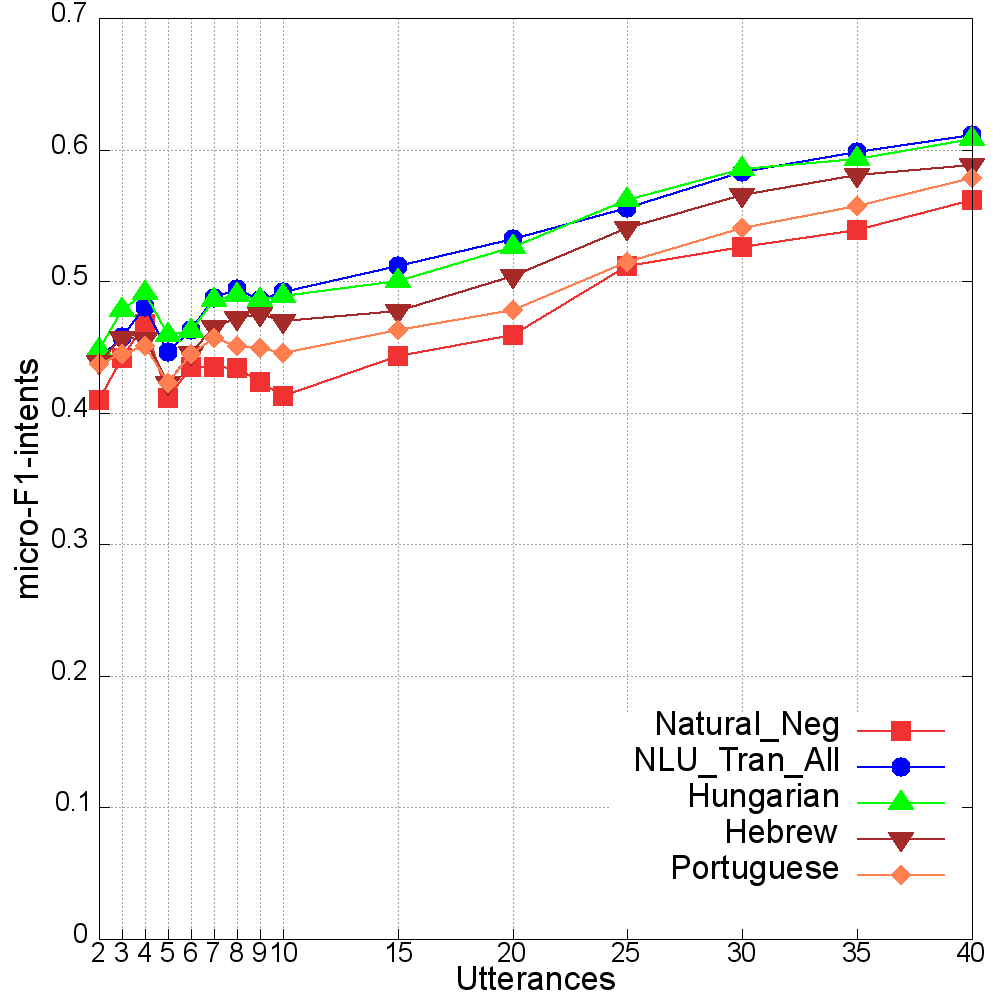 0.7
0.6
0.5
0.4
0.3
0.2
0.1
0
micro-F1-intents
Natural_Neg
NLU_Tran_All
Hungarian
Hebrew
Portuguese
2 3 4 5 6 7 8 9 10 15 20 25 30 35 40
Utterances